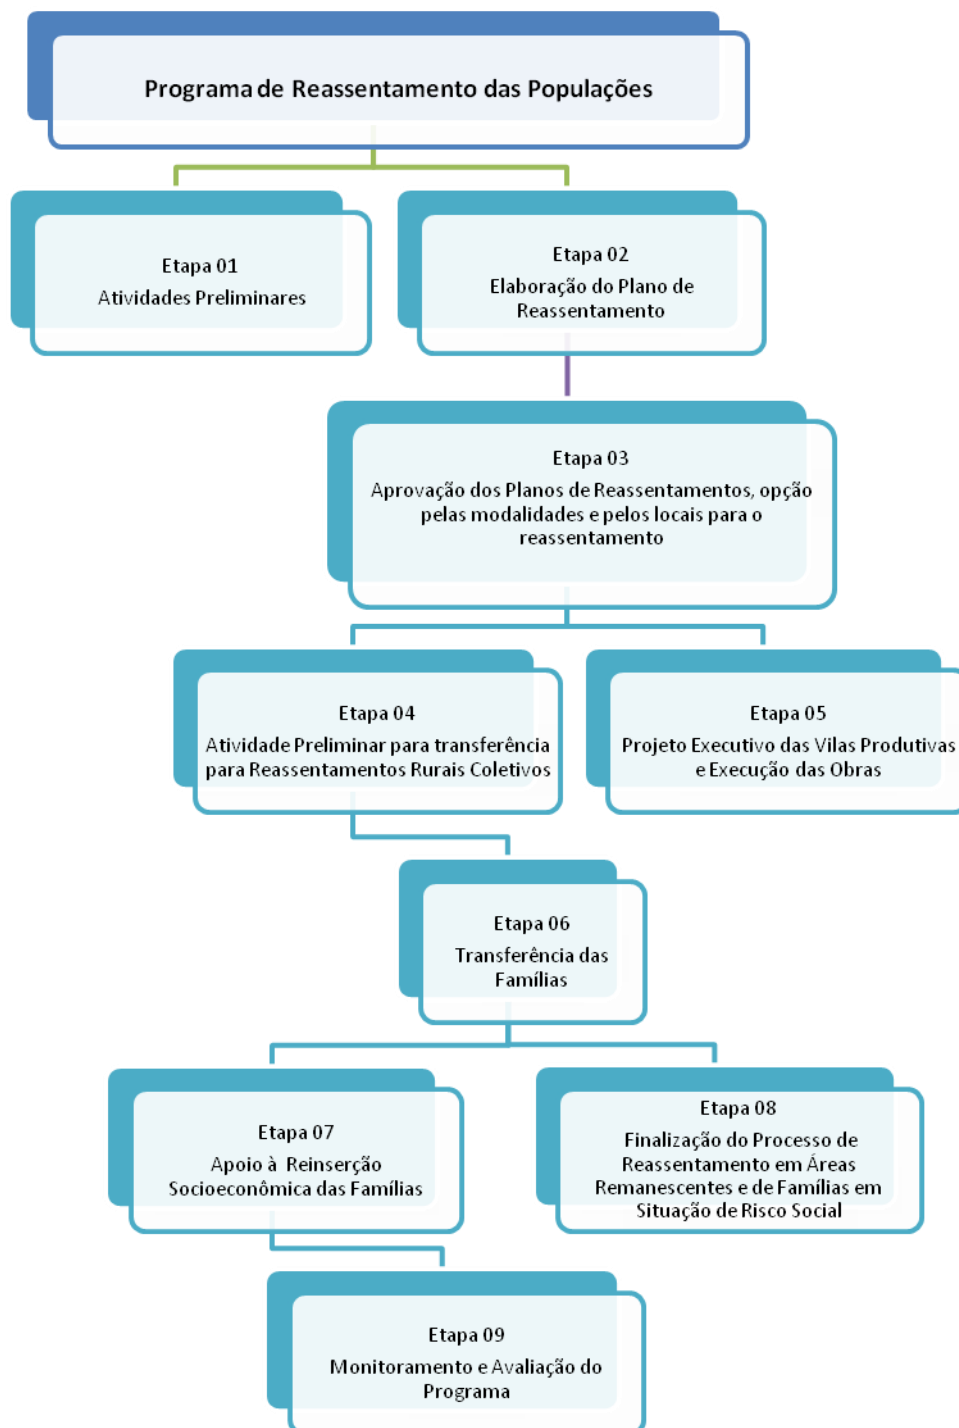 Programa de Reassentamento das Populações
Etapa 01
Atividades Preliminares
Etapa 02
Elaboração do Plano de
Reassentamento
Etapa 03
Aprovação dos Planos de Reassentamentos, opção
pelas modalidades e pelos locais para o
reassentamento
Etapa 04
Atividade Preliminar para transferência
para Reassentamentos Rurais Coletivos
Etapa 05
Projeto Executivo das Vilas Produtivas
e Execução das Obras
Etapa 06
Transferência das
Famílias
Etapa 07
Apoio à Reinserção
Socioeconômica das Famílias
Etapa 08
Finalização do Processo de
Reassentamento em Áreas
Remanescentes e de Famílias em
Situação de Risco Social
Etapa 09
Monitoramento e Avaliação do
Programa